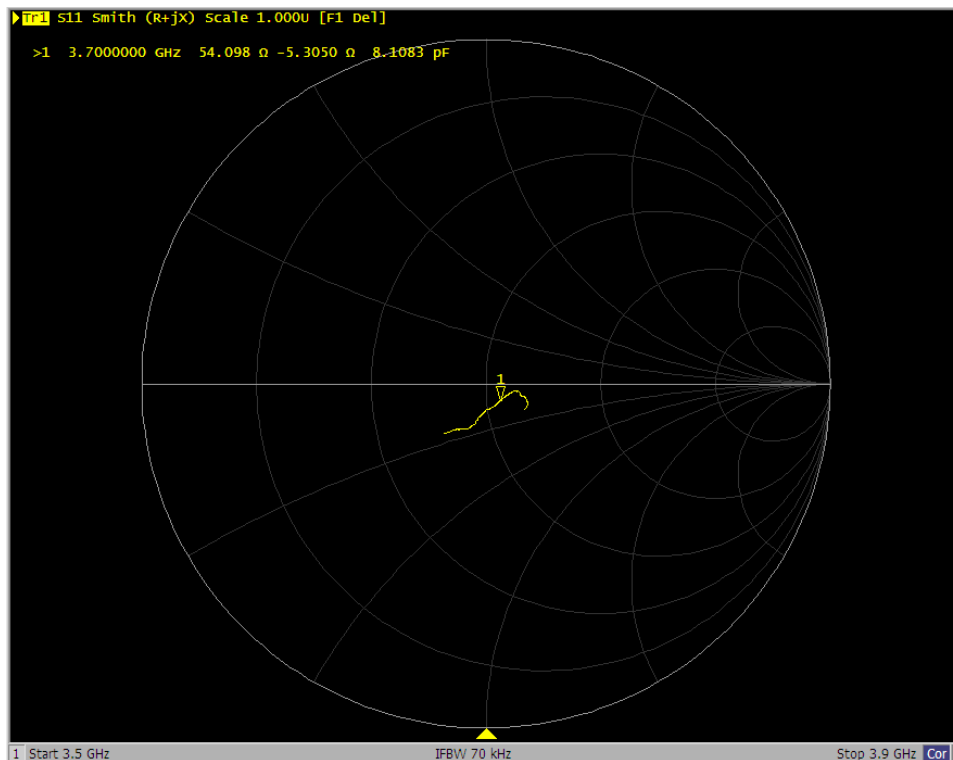 Tr1 S11 Smith (R+jX) Scale 1.000U [F1 Del]
>1 3.7000000 GHz 54.098 Ω -5.3050 Ω 8.1083 pF
1
1 Start 3.5 GHz IFBW 70 kHz Stop 3.9 GHz Cor